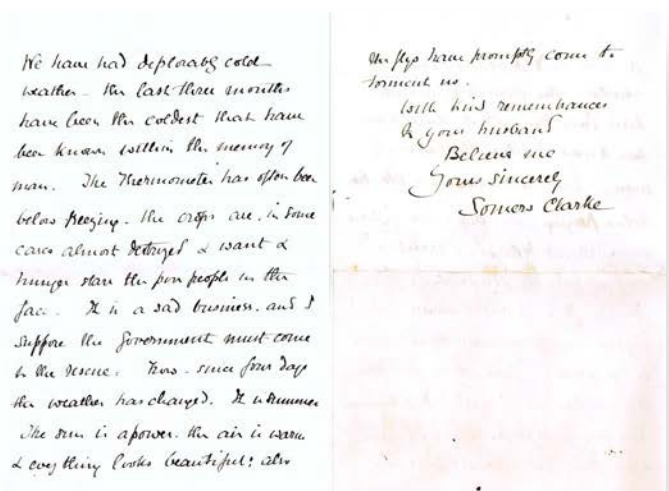 We have had deplorably cold
weather - the last three months
have been the coldest that have
been known within the memory of
man. The Thermometer has often been
below freezing. the crops are, in some
cases almost destroyed & want &
hunger stare the poor people in the
face. It is a sad business. and I
suppose the Government must come
to the rescue. Now - since four days
the weather has changed. It is summer
The sun is a power. the air is warm
& everything looks beautiful: also
the flys have promptly come to
torment us.
With kind remembrances
to your husband
Believe me
Yours sincerely
Somers Clarke